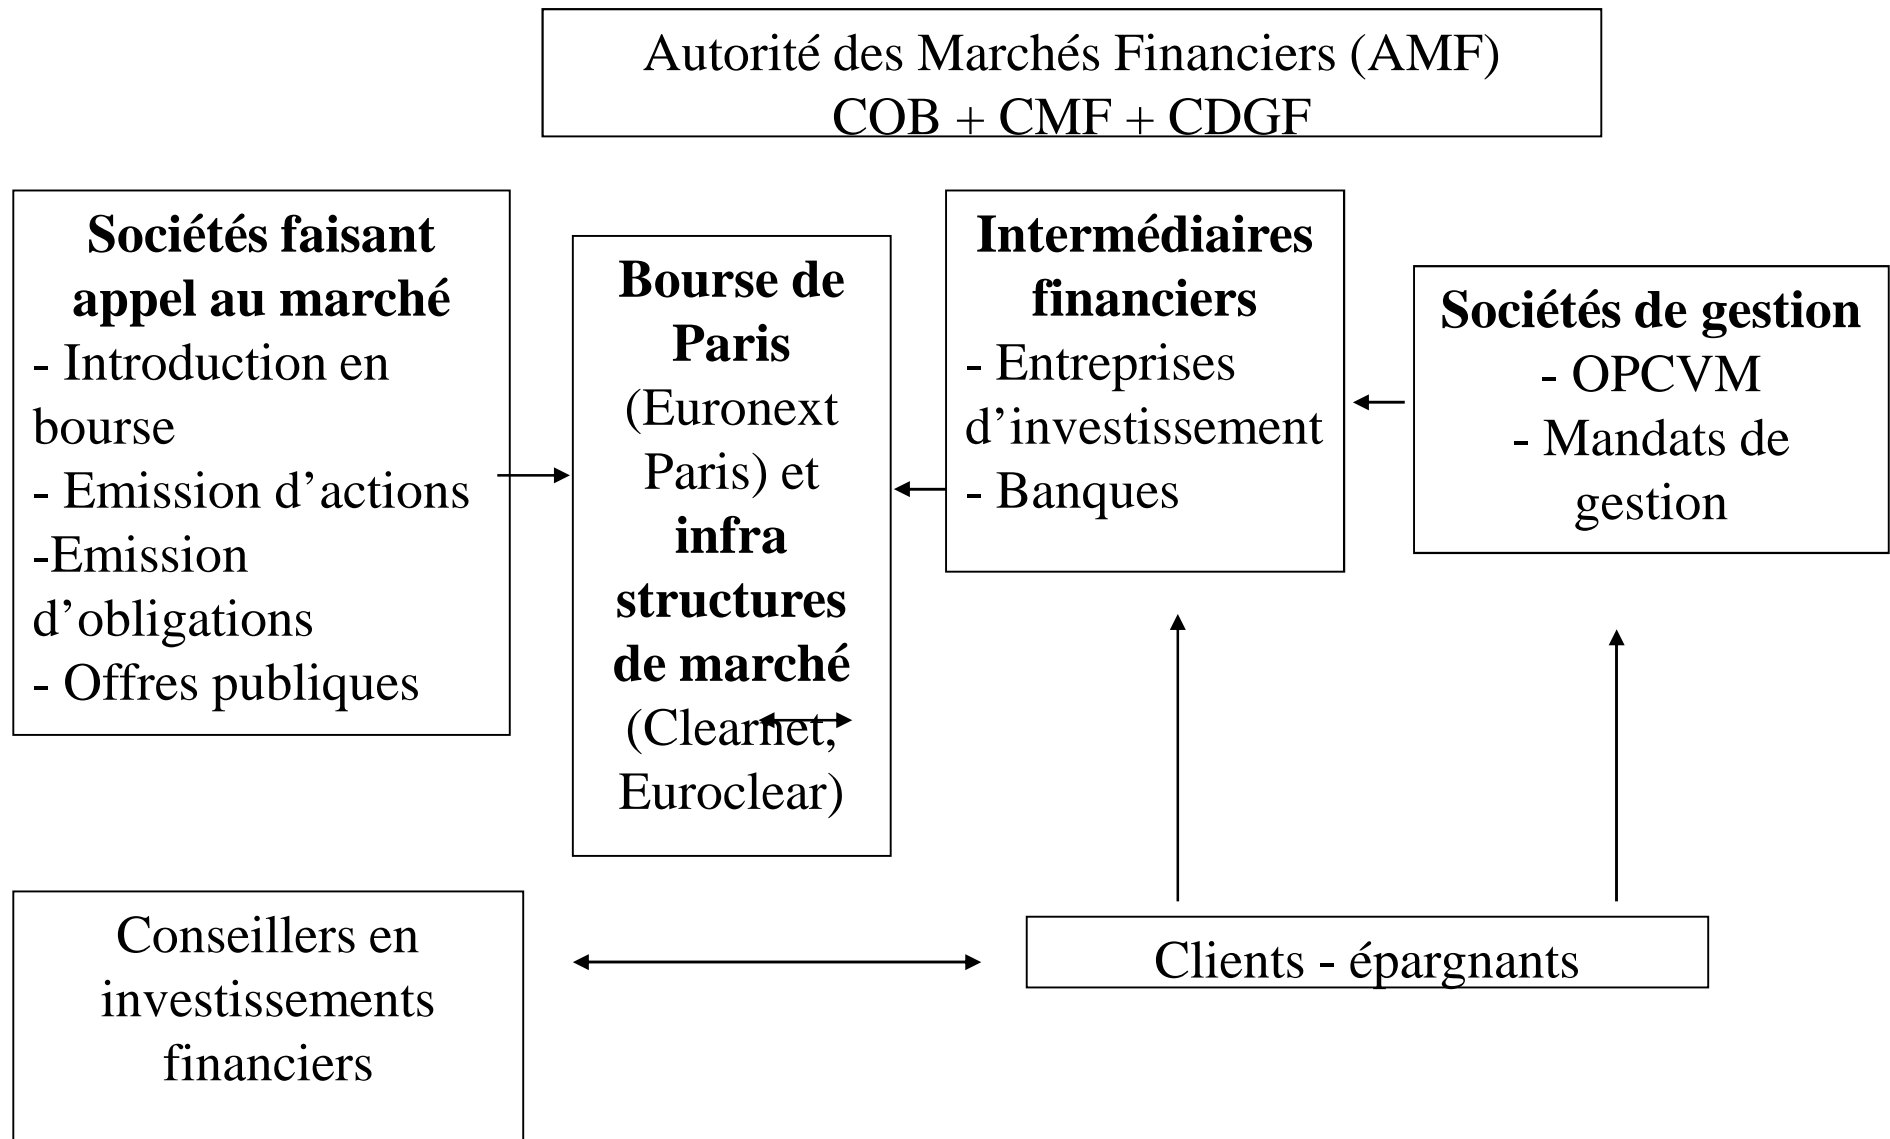 Autorité des Marchés Financiers (AMF)
COB + CMF + CDGF
Sociétés faisant
appel au marché
- Introduction en
bourse
- Emission d’actions
-Emission
d’obligations
- Offres publiques
Bourse de
Paris
(Euronext
Paris) et
infra
structures
de marché
(Clearnet,
Euroclear)
Intermédiaires
financiers
- Entreprises
d’investissement
- Banques
Sociétés de gestion
- OPCVM
- Mandats de
gestion
Conseillers en
investissements
financiers
Clients - épargnants